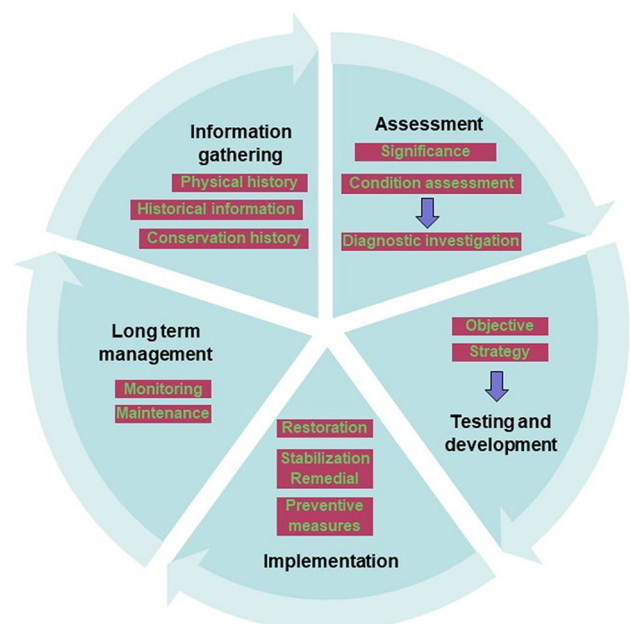 Information
gathering
Physical history
Historical information
Conservation history
Assessment
Significance
Condition assessment
Diagnostic investigation
Objective
Strategy
Testing and
development
Restoration
Stabilization
Remedial
Preventive
measures
Implementation
Long term
management
Monitoring
Maintenance